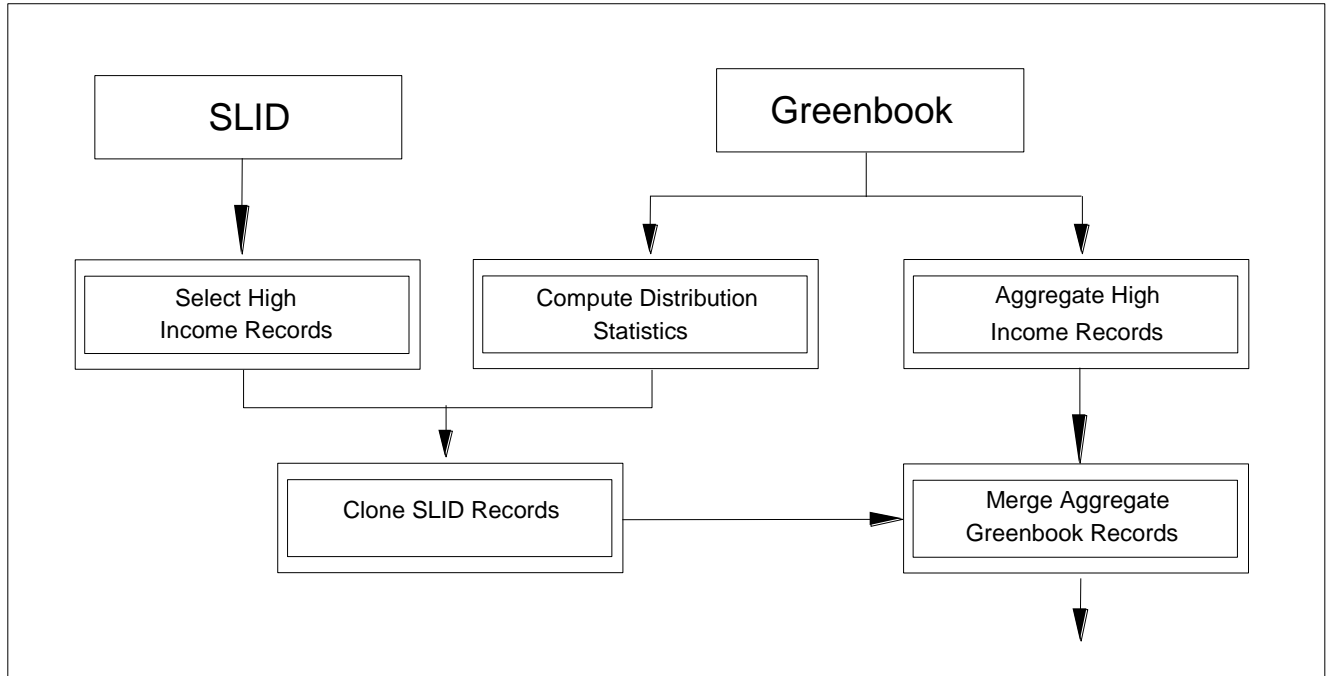 SLID
Greenbook
Select High
Income Records
Compute Distribution
Statistics
Aggregate High
Income Records
Clone SLID Records
Merge Aggregate
Greenbook Records